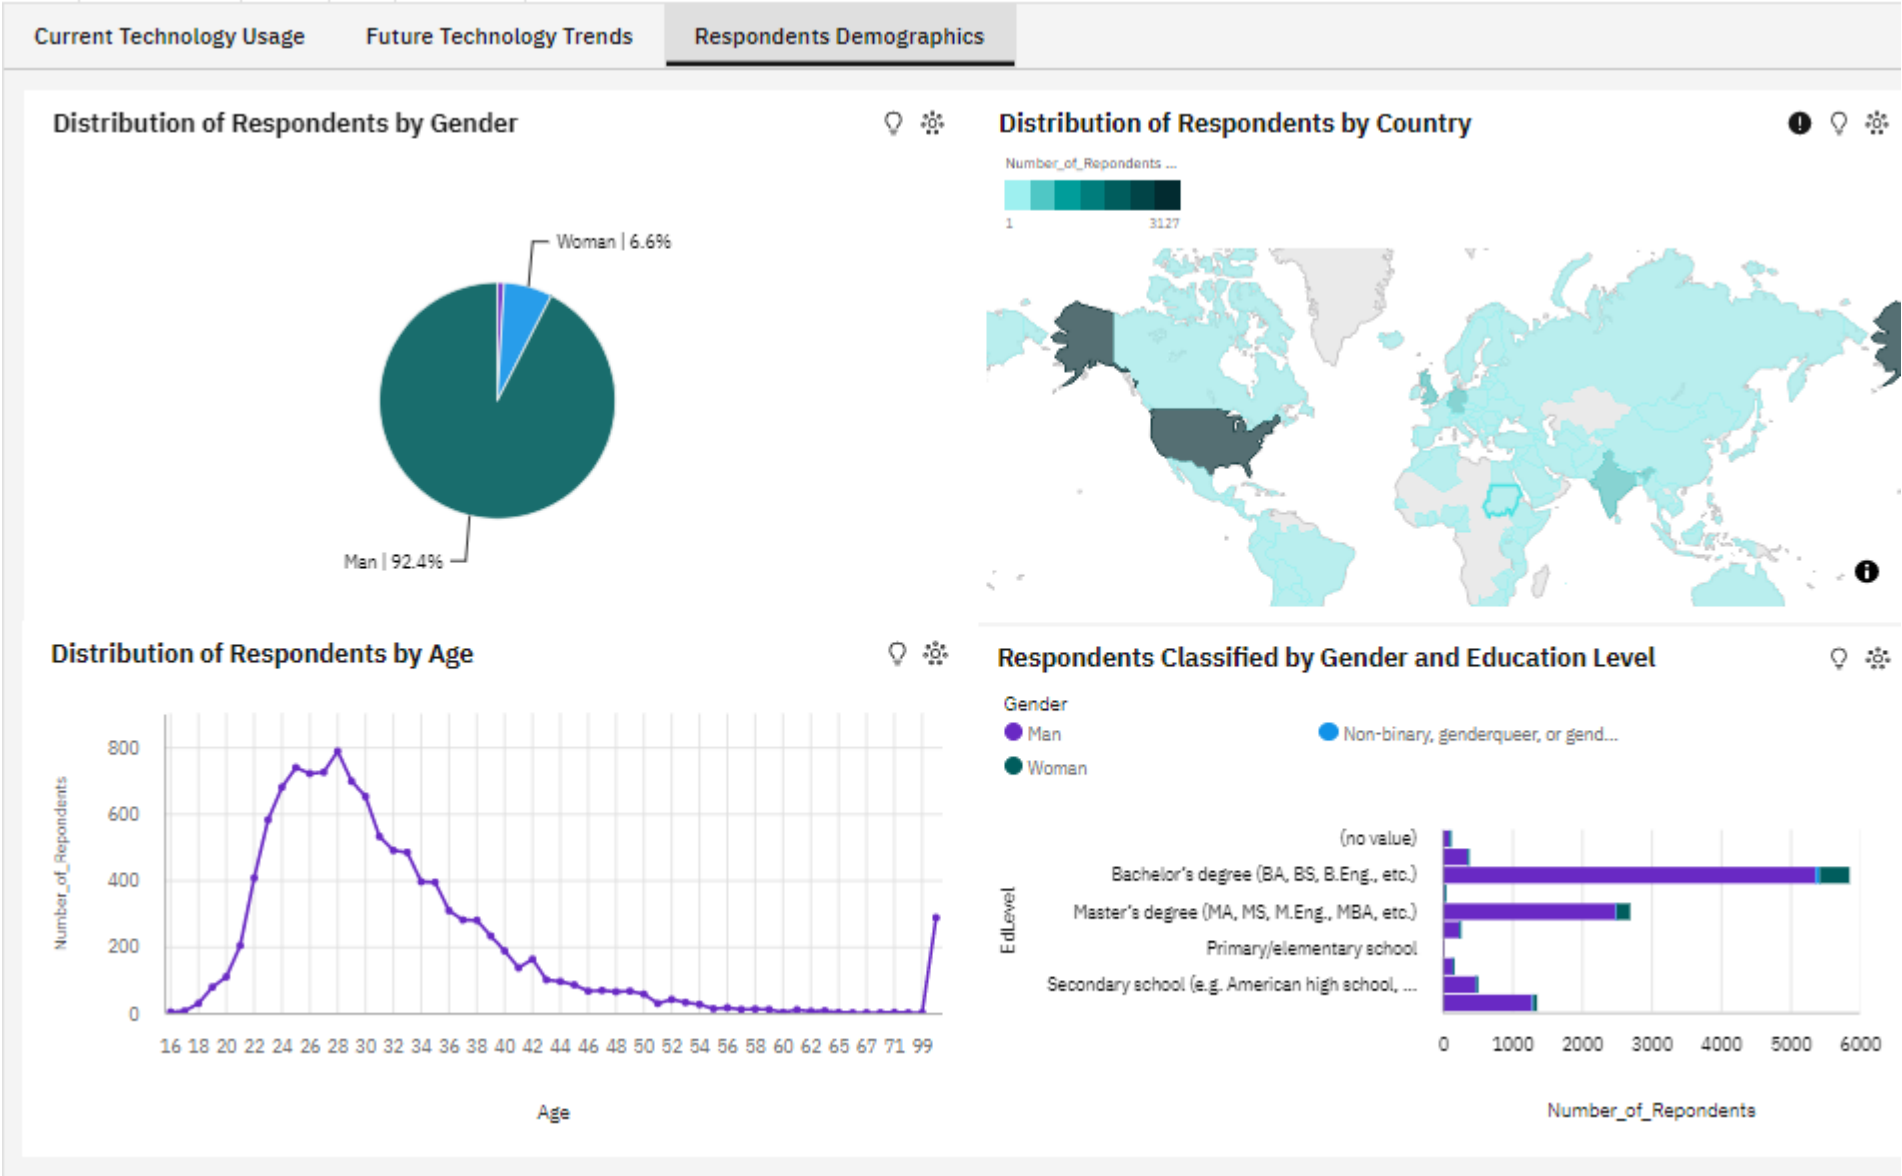 Current Technology Usage
Future Technology Trends
Respondents Demographics
Distribution of Respondents by Gender
Woman | 6.6%
Man | 92.4%
Distribution of Respondents by Country
Number_of_Repondents ...
1
3127
Distribution of Respondents by Age
Number_of_Repondents
800
600
400
200
0
16 18 20 22 24 26 28 30 32 34 36 38 40 42 44 46 48 50 52 54 56 58 60 62 65 67 71 99
Age
Respondents Classified by Gender and Education Level
Gender
Man
Non-binary, genderqueer, or gend...
Woman
EdLevel
(no value)
Bachelor's degree (BA, BS, B.Eng., etc.)
Master's degree (MA, MS, M.Eng., MBA, etc.)
Primary/elementary school
Secondary school (e.g. American high school, ...
0 1000 2000 3000 4000 5000 6000
Number_of_Repondents